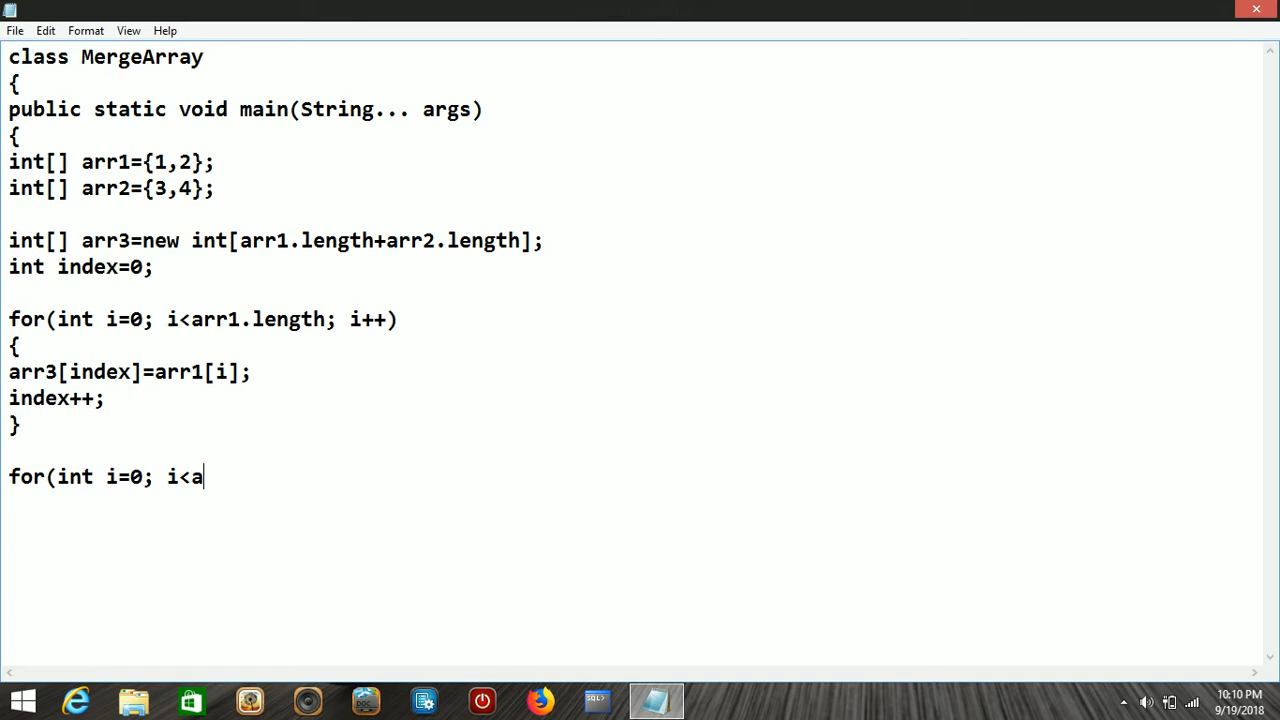 File Edit Format View Help
class MergeArray
{
public static void main(String... args)
{
int[] arr1={1,2};
int[] arr2={3,4};
int[] arr3=new int[arr1.length+arr2.length];
int index=0;
for(int i=0; i<arr1.length; i++)
{
arr3[index]=arr1[i];
index++;
}
for(int i=0; i<a
DOC
SQL>
10:10 PM
9/19/2018